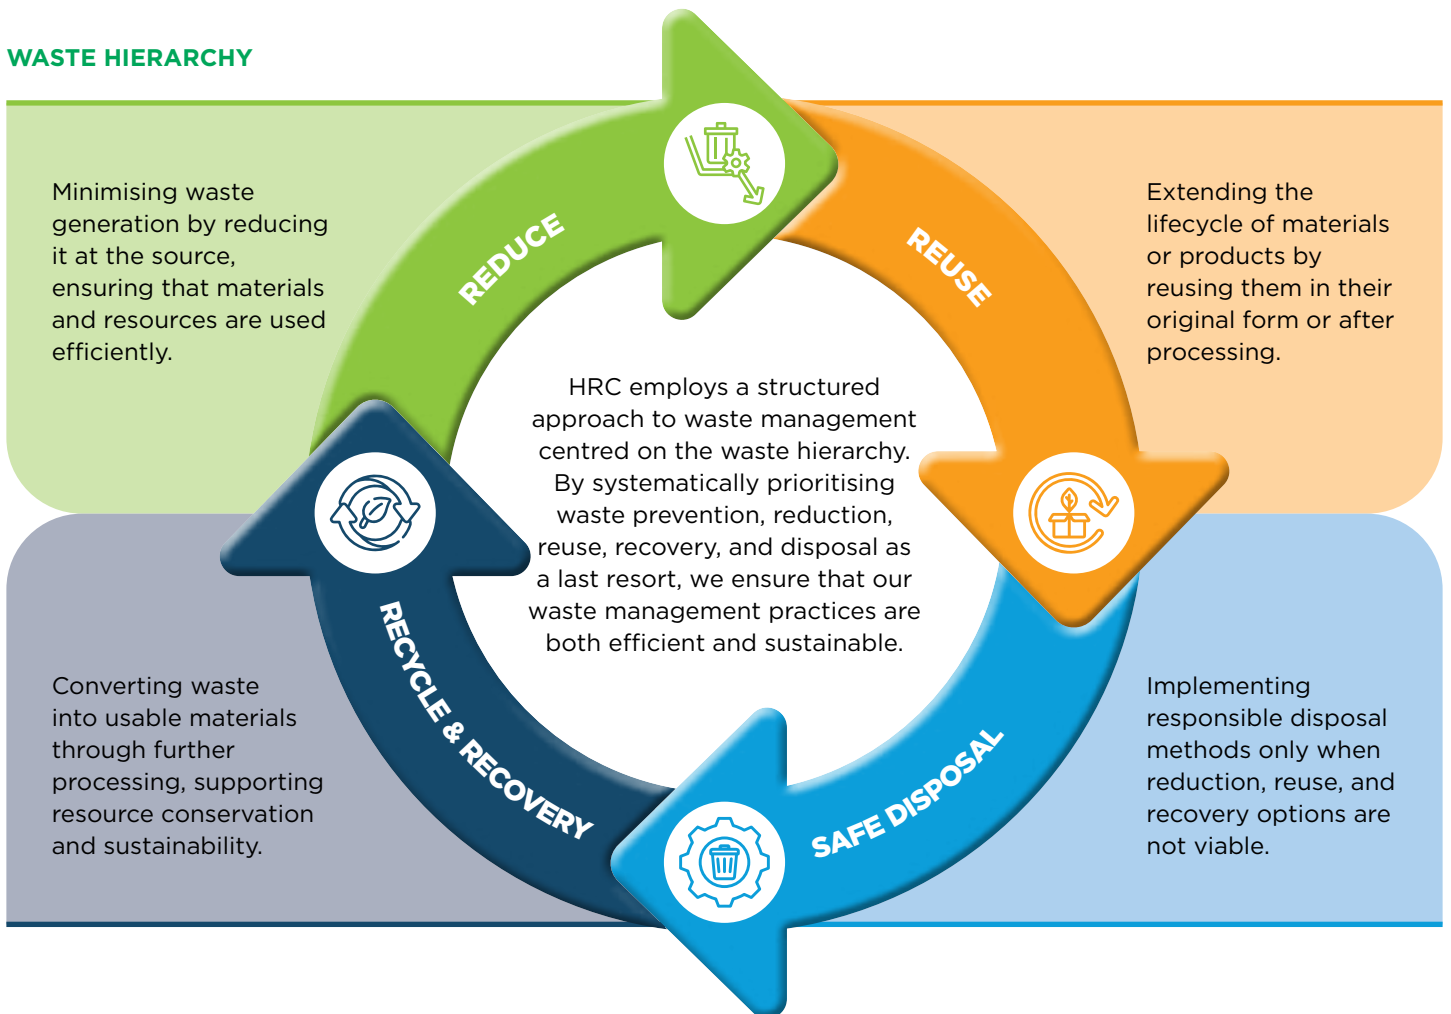 WASTE HIERARCHY
Minimising waste
generation by reducing
it at the source,
ensuring that materials
and resources are used
efficiently.
REDUCE
REUSE
Extending the
lifecycle of materials
or products by
reusing them in their
original form or after
processing.
HRC employs a structured
approach to waste management
centred on the waste hierarchy.
By systematically prioritising
waste prevention, reduction,
reuse, recovery, and disposal as
a last resort, we ensure that our
waste management practices are
both efficient and sustainable.
Converting waste
into usable materials
through further
processing, supporting
resource conservation
and sustainability.
RECYCLE & RECOVERY
SAFE DISPOSAL
Implementing
responsible disposal
methods only when
reduction, reuse, and
recovery options are
not viable.